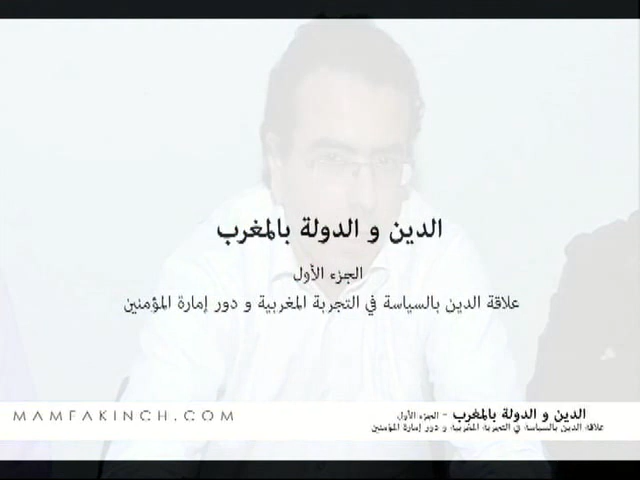 الدين و الدولة بالمغرب
الجزء الأول
علاقة الدين بالسياسة في التجربة المغربية و دور إمارة المؤمنين
MAMFAKINCH.COM
الدين و الدولة بالمغرب - الجزء الأول
علاقة الدين بالسياسة في التجربة المغربية و دور إمارة المؤمنين